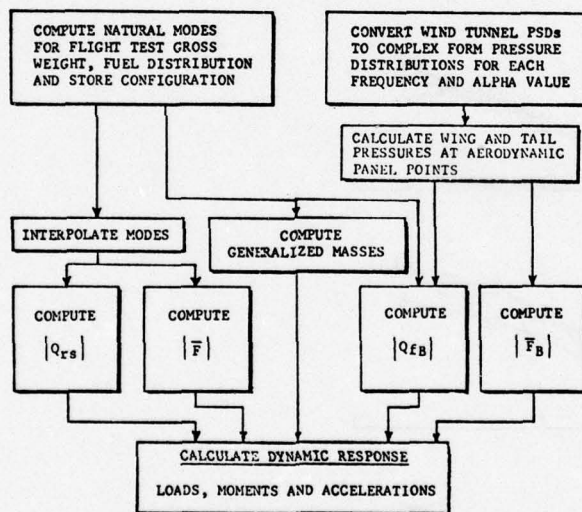 COMPUTE NATURAL MODES
FOR FLIGHT TEST GROSS
WEIGHT, FUEL DISTRIBUTION
AND STORE CONFIGURATION
CONVERT WIND TUNNEL PSDs
TO COMPLEX FORM PRESSURE
DISTRIBUTIONS FOR EACH
FREQUENCY AND ALPHA VALUE
CALCULATE WING AND TAIL
PRESSURES AT AERODYNAMIC
PANEL POINTS
INTERPOLATE MODES
COMPUTE
GENERALIZED MASSES
COMPUTE
|Qrs|
COMPUTE
|F̅|
COMPUTE
|QfB|
COMPUTE
|F̅B|
CALCULATE DYNAMIC RESPONSE
LOADS, MOMENTS AND ACCELERATIONS